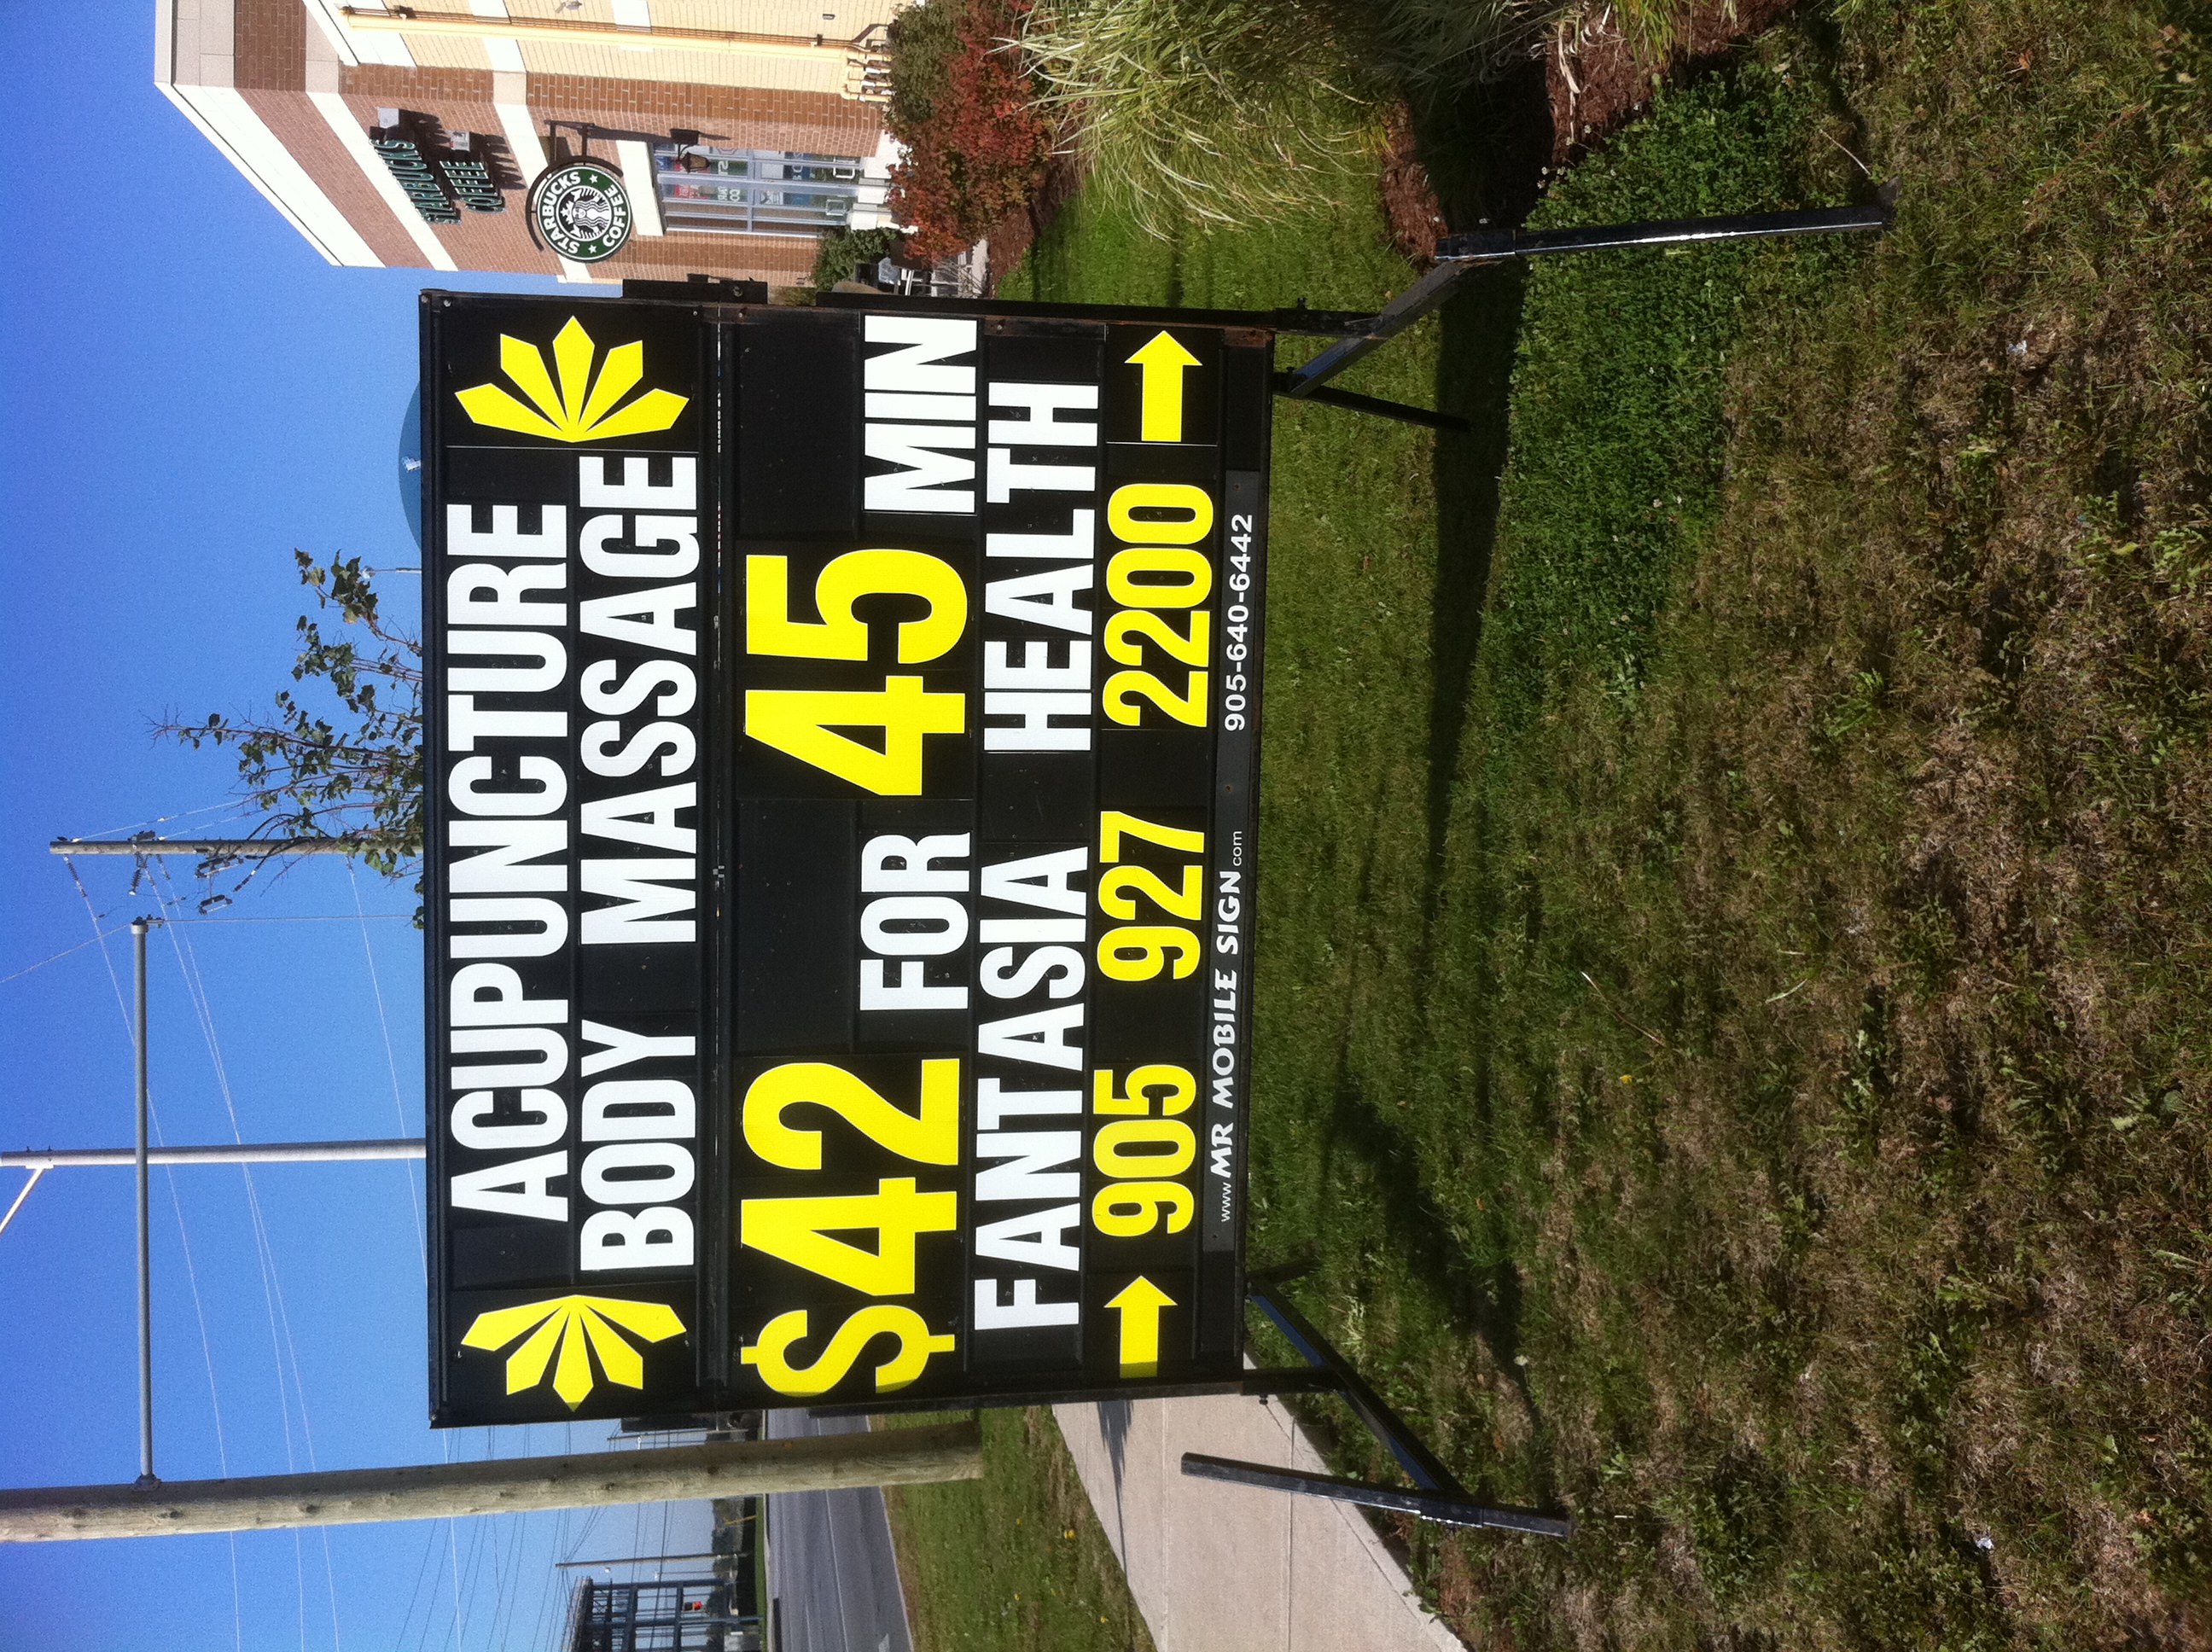 ACUPUNCTURE
BODY MASSAGE
$42 FOR 45 MIN
FANTASIA HEALTH
905 927 2200
www.MR MOBILE SIGN.com 905-640-6442
STARBUCKS
COFFEE
STARBUCKS
COFFEE